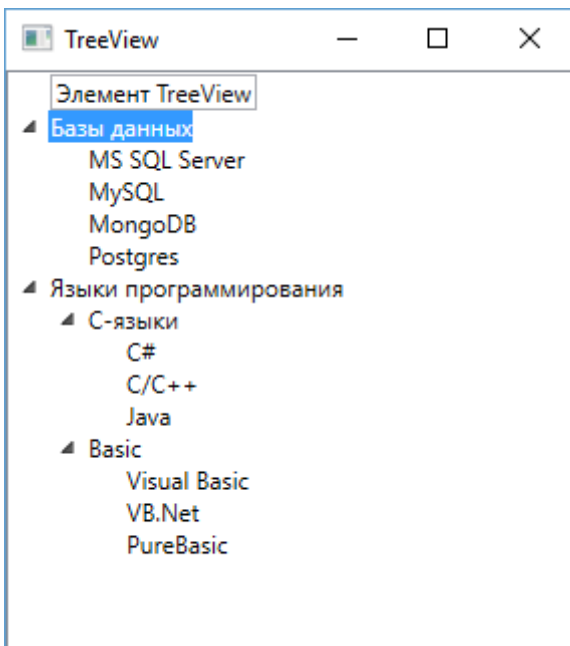 TreeView
Элемент TreeView
Базы данных
MS SQL Server
MySQL
MongoDB
Postgres
Языки программирования
С-языки
C#
C/C++
Java
Basic
Visual Basic
VB.Net
PureBasic